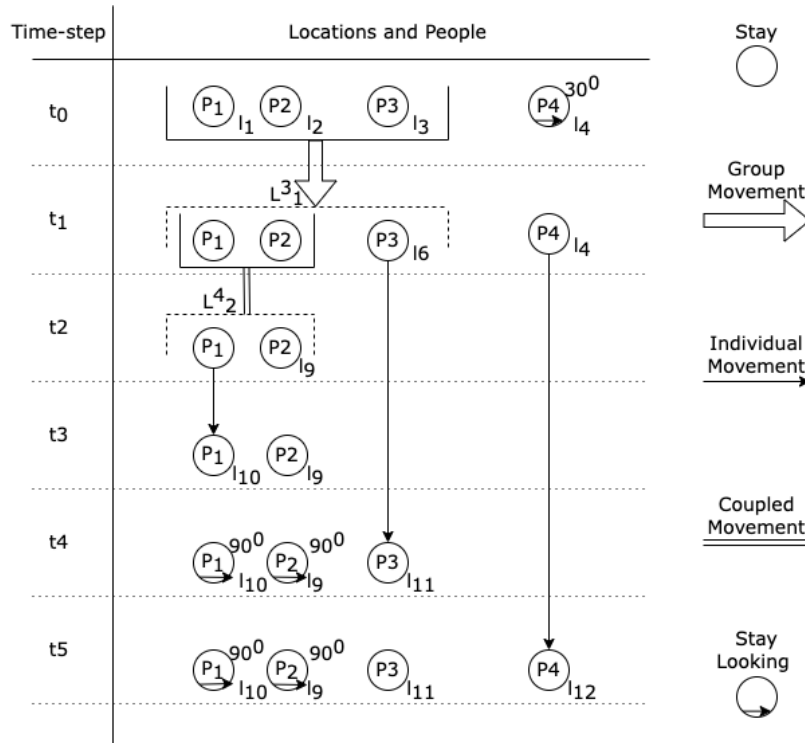 Time-step
Locations and People
Stay
t0
P1 l1
P2 l2
P3 l3
P4 30⁰ l4
Group
Movement
L³1
t1
P1
P2
P3 l6
P4 l4
L⁴2
t2
P1
P2 l9
Individual
Movement
t3
P1 l10
P2 l9
t4
P1 90⁰ l10
P2 90⁰ l9
P3 l11
Coupled
Movement
t5
P1 90⁰ l10
P2 90⁰ l9
P3 l11
P4 l12
Stay
Looking